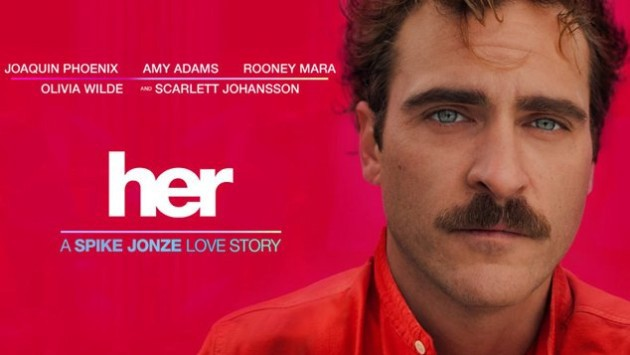 JOAQUIN PHOENIX AMY ADAMS ROONEY MARA
OLIVIA WILDE AND SCARLETT JOHANSSON
her
A SPIKE JONZE LOVE STORY